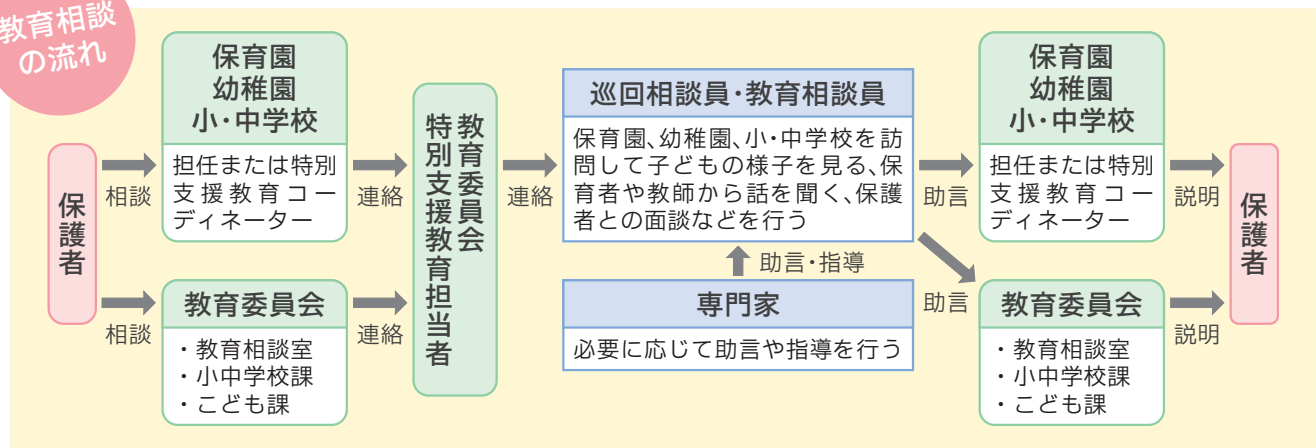 教育相談
の流れ
保護者
相談
相談
保育園
幼稚園
小・中学校
担任または特別
支援教育コー
ディネーター
教育委員会
・教育相談室
・小中学校課
・こども課
連絡
連絡
教育委員会
特別支援教育担当者
連絡
巡回相談員・教育相談員
保育園、幼稚園、小・中学校を訪
問して子どもの様子を見る、保
育者や教師から話を聞く、保護
者との面談などを行う
助言・指導
専門家
必要に応じて助言や指導を行う
助言
助言
保育園
幼稚園
小・中学校
担任または特別
支援教育コー
ディネーター
教育委員会
・教育相談室
・小中学校課
・こども課
説明
説明
保護者